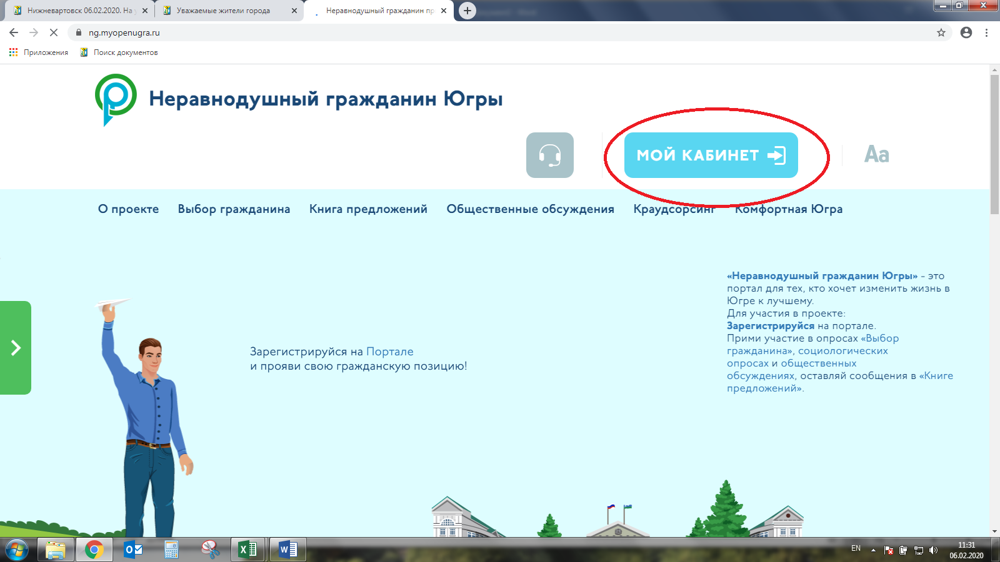 Нижневартовск 06.02.2020. На у
Уважаемые жители города
Неравнодушный гражданин пр
ng.myopenugra.ru
Приложения
Поиск документов
Неравнодушный гражданин Югры
МОЙ КАБИНЕТ
Аа
О проекте
Выбор гражданина
Книга предложений
Общественные обсуждения
Краудсорсинг
Комфортная Югра
«Неравнодушный гражданин Югры» - это
портал для тех, кто хочет изменить жизнь в
Югре к лучшему.
Для участия в проекте:
Зарегистрируйся на портале.
Прими участие в опросах «Выбор
гражданина», социологических
опросах и общественных
обсуждениях, оставляй сообщения в «Книге
предложений».
Зарегистрируйся на Портале
и прояви свою гражданскую позицию!
EN
11:31
06.02.2020